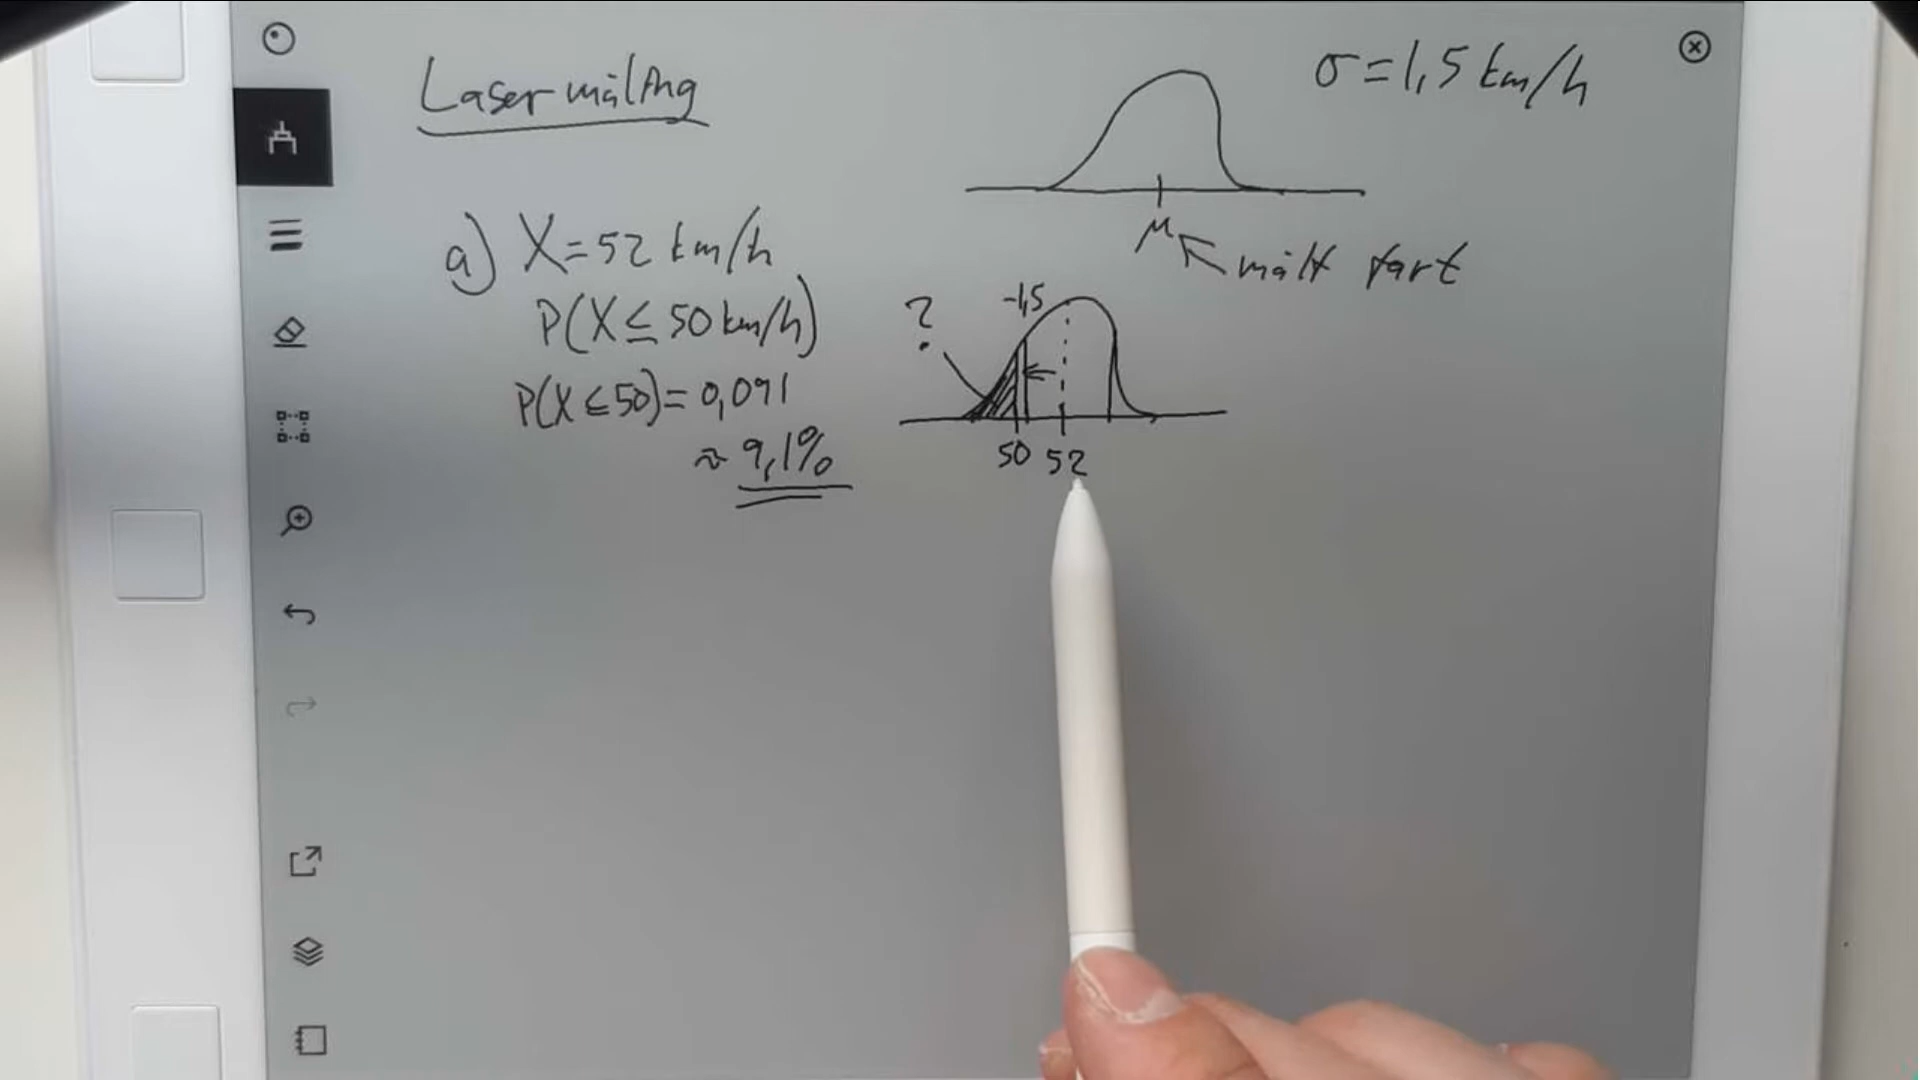 Lasermåling
σ=1,5 km/h
μ
målt fart
a) X=52 km/h
P(X≤50 km/h)
P(X≤50)=0,091
≈ 9,1%
?
-1,5
50 52